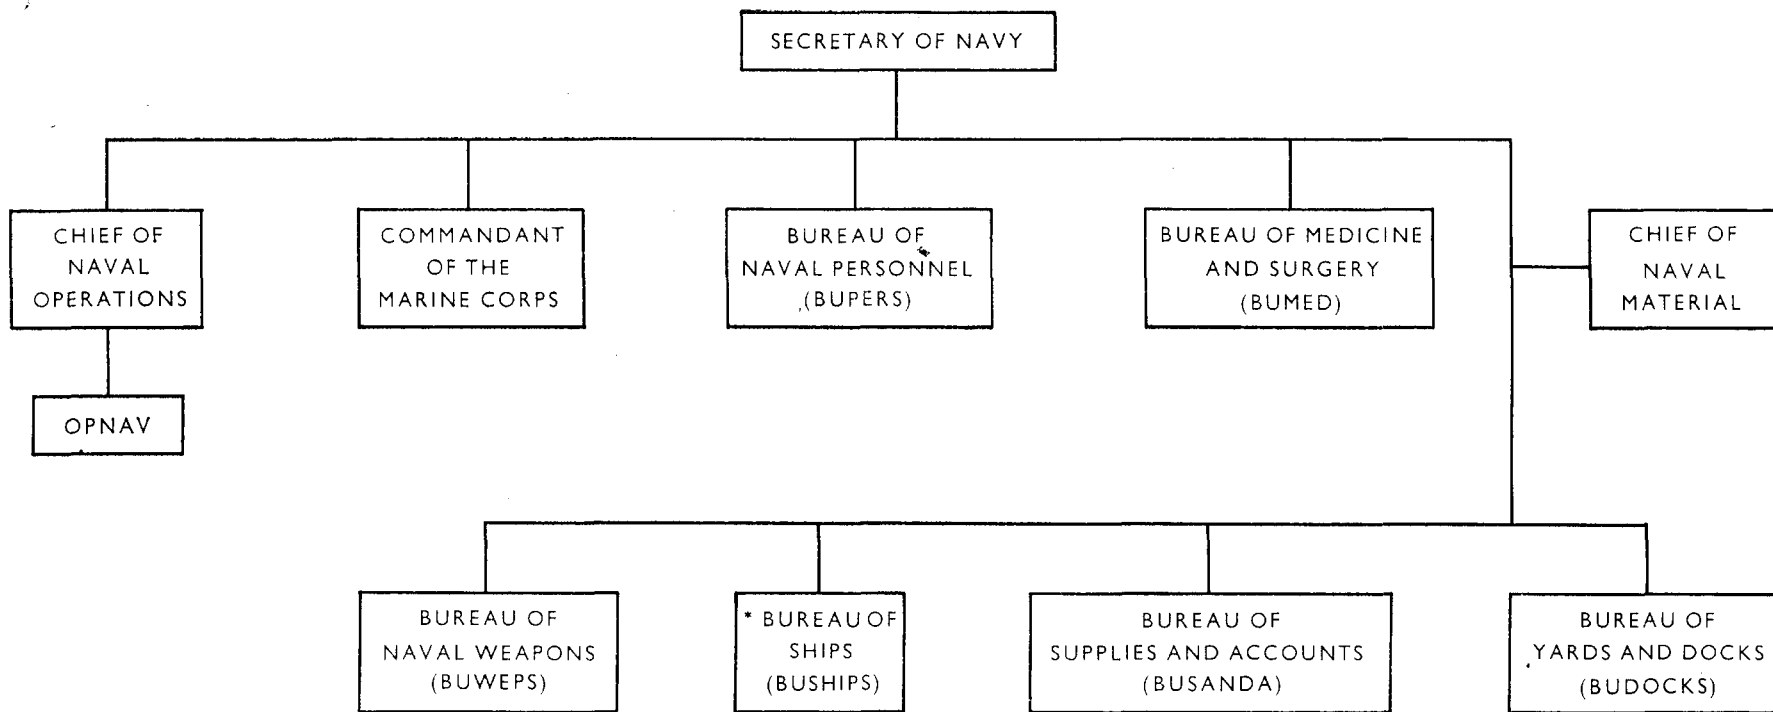 SECRETARY OF NAVY
CHIEF OF
NAVAL
OPERATIONS
COMMANDANT
OF THE
MARINE CORPS
BUREAU OF
NAVAL PERSONNEL
(BUPERS)
BUREAU OF MEDICINE
AND SURGERY
(BUMED)
CHIEF OF
NAVAL
MATERIAL
OPNAV
BUREAU OF
NAVAL WEAPONS
(BUWEPS)
* BUREAU OF
SHIPS
(BUSHIPS)
BUREAU OF
SUPPLIES AND ACCOUNTS
(BUSANDA)
BUREAU OF
YARDS AND DOCKS
(BUDOCKS)